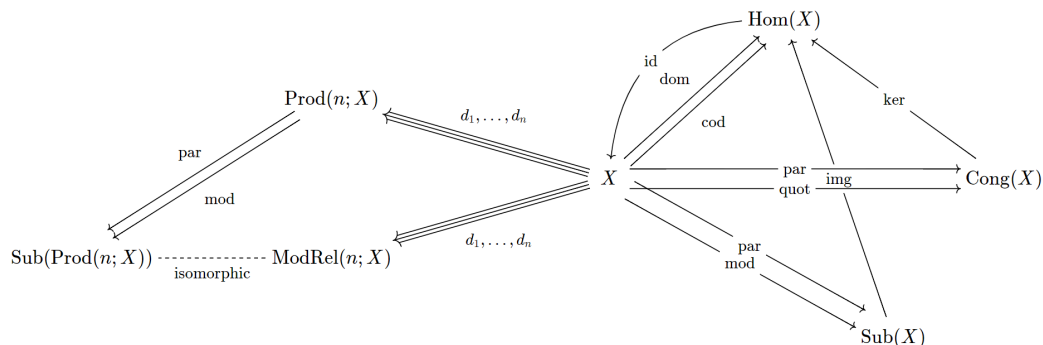 Hom(X)
id
dom
Prod(n; X)
ker
d₁, . . . , dₙ
cod
par
par
X
img
Cong(X)
mod
quot
d₁, . . . , dₙ
par
Sub(Prod(n; X))
ModRel(n; X)
mod
isomorphic
Sub(X)